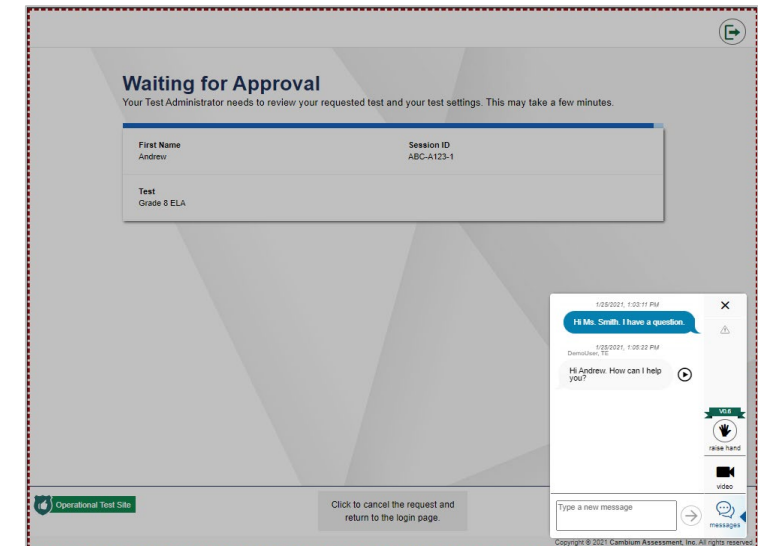 Waiting for Approval
Your Test Administrator needs to review your requested test and your test settings. This may take a few minutes.
First Name
Andrew
Session ID
ABC-A123-1
Test
Grade 8 ELA
1/25/2021, 1:03:11 PM
Hi Ms. Smith. I have a question.
1/25/2021, 1:05:22 PM
DemoUser, TE
Hi Andrew. How can I help
you?
V0.6
raise hand
video
Type a new message
messages
Operational Test Site
Click to cancel the request and
return to the login page.
Copyright © 2021 Cambium Assessment, Inc. All rights reserved.